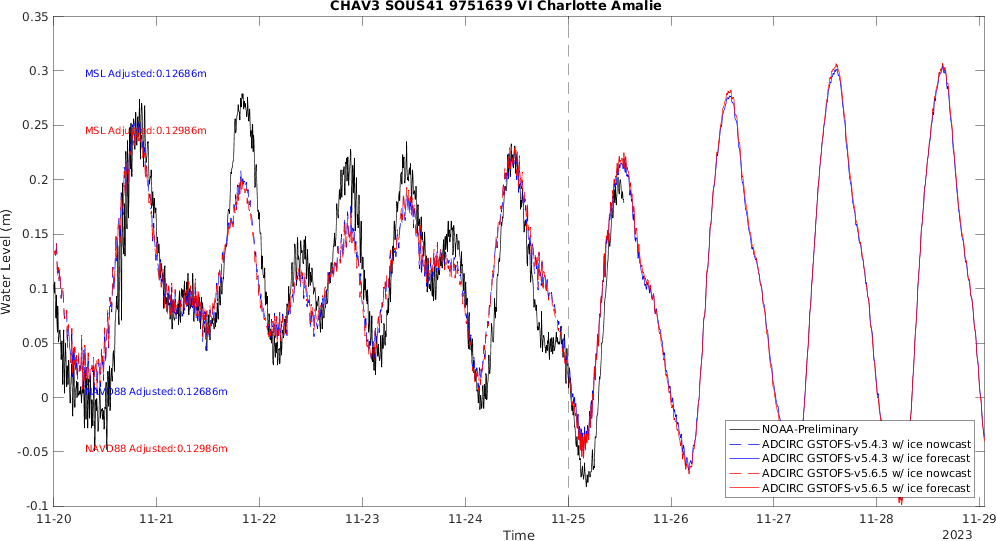 CHAV3 SOUS41 9751639 VI Charlotte Amalie
0.35
0.3
0.25
0.2
0.15
0.1
0.05
0
-0.05
-0.1
Water Level (m)
MSL Adjusted:0.12686m
MSL Adjusted:0.12986m
NAVD88 Adjusted:0.12686m
NAVD88 Adjusted:0.12986m
NOAA-Preliminary
ADCIRC GSTOFS-v5.4.3 w/ ice nowcast
ADCIRC GSTOFS-v5.4.3 w/ ice forecast
ADCIRC GSTOFS-v5.6.5 w/ ice nowcast
ADCIRC GSTOFS-v5.6.5 w/ ice forecast
11-20 11-21 11-22 11-23 11-24 11-25 11-26 11-27 11-28 11-29
Time
2023